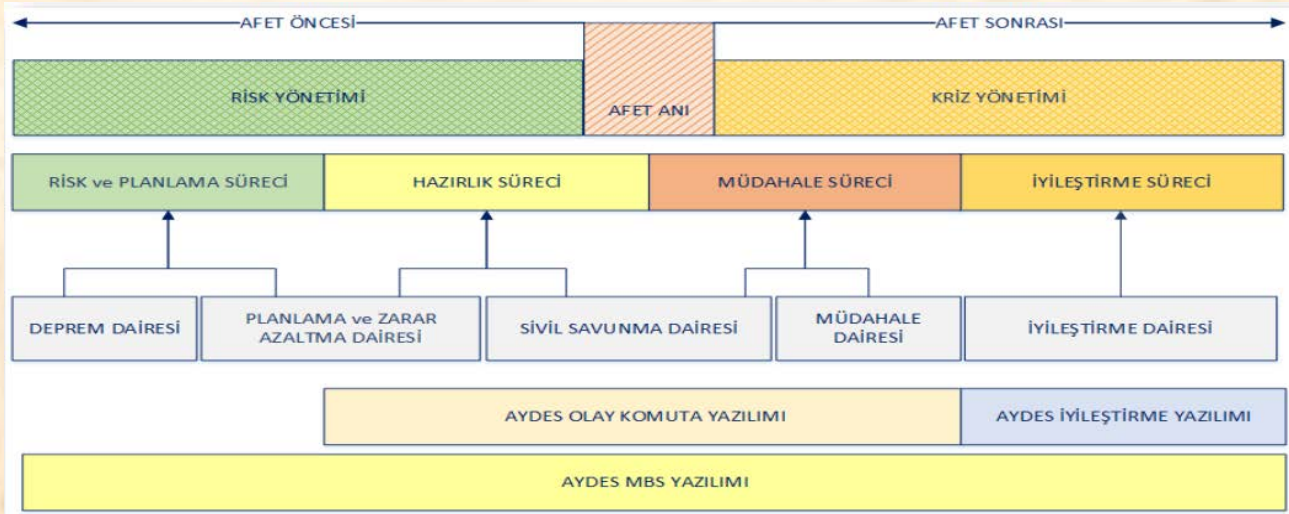 AFET ÖNCESİ
AFET SONRASI
RİSK YÖNETİMİ
AFET ANI
KRİZ YÖNETİMİ
RİSK ve PLANLAMA SÜRECİ
HAZIRLIK SÜRECİ
MÜDAHALE SÜRECİ
İYİLEŞTİRME SÜRECİ
DEPREM DAİRESİ
PLANLAMA ve ZARAR
AZALTMA DAİRESİ
SİVİL SAVUNMA DAİRESİ
MÜDAHALE
DAİRESİ
İYİLEŞTİRME DAİRESİ
AYDES OLAY KOMUTA YAZILIMI
AYDES İYİLEŞTİRME YAZILIMI
AYDES MBS YAZILIMI